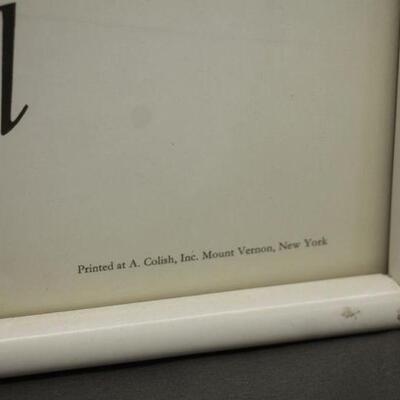 l
Printed at A. Colish, Inc. Mount Vernon, New York